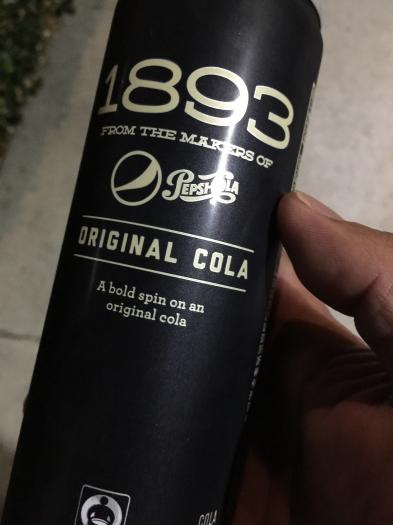 1893
FROM THE MAKERS OF
PEPSI-COLA
ORIGINAL COLA
A bold spin on an
original cola
COLA